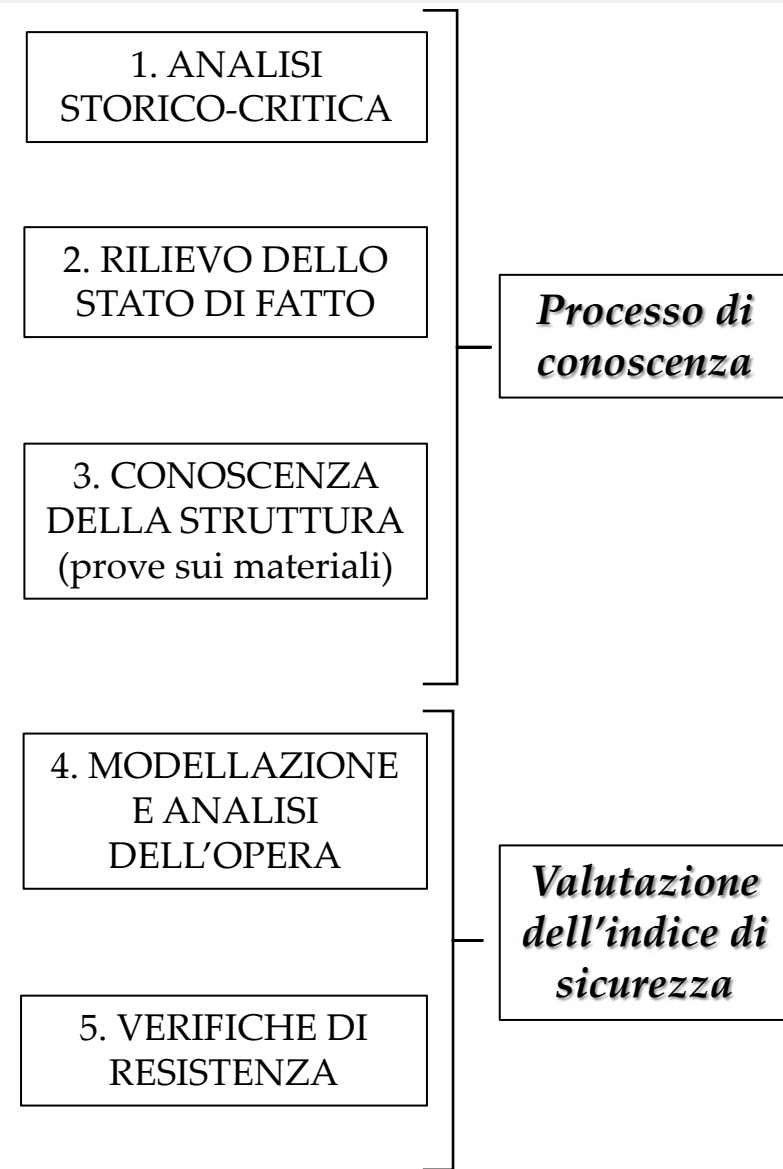 1. ANALISI
STORICO-CRITICA
2. RILIEVO DELLO
STATO DI FATTO
Processo di
conoscenza
3. CONOSCENZA
DELLA STRUTTURA
(prove sui materiali)
4. MODELLAZIONE
E ANALISI
DELL’OPERA
Valutazione
dell’indice di
sicurezza
5. VERIFICHE DI
RESISTENZA